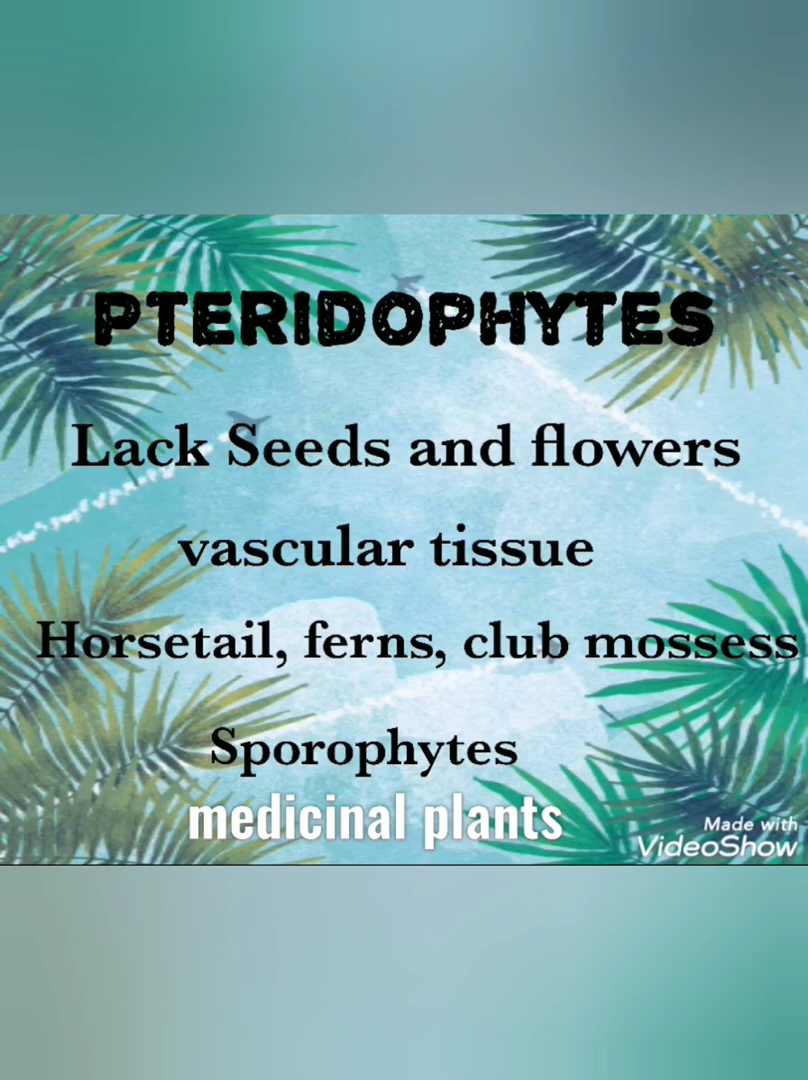 PTERIDOPHYTES
Lack Seeds and flowers
vascular tissue
Horsetail, ferns, club mossess
Sporophytes
medicinal plants
Made with
VideoShow